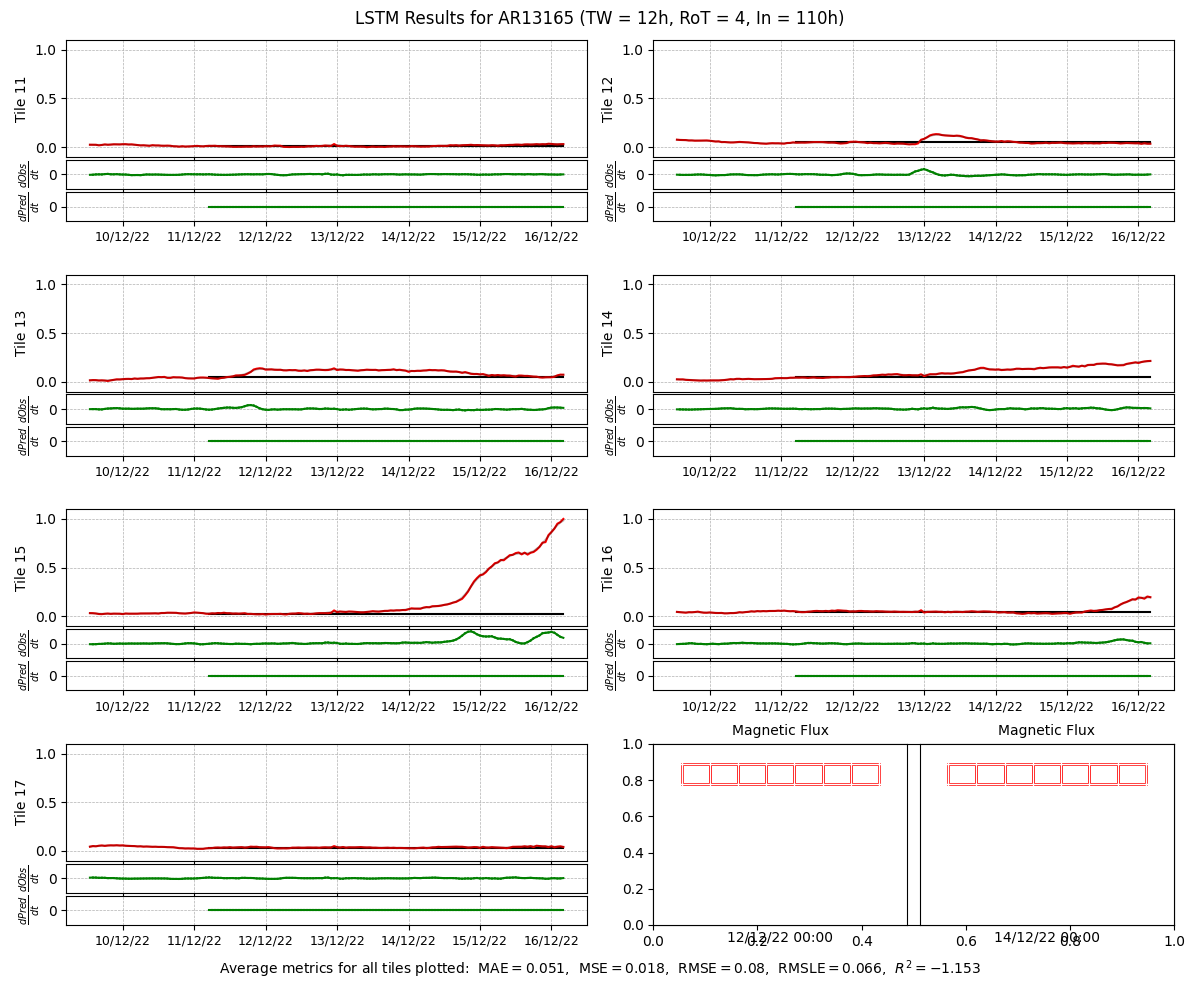 LSTM Results for AR13165 (TW = 12h, RoT = 4, In = 110h)
Tile 11
1.0
0.5
0.0
dObs/dt
0
dPred/dt
0
10/12/22 11/12/22 12/12/22 13/12/22 14/12/22 15/12/22 16/12/22
Tile 12
1.0
0.5
0.0
dObs/dt
0
dPred/dt
0
10/12/22 11/12/22 12/12/22 13/12/22 14/12/22 15/12/22 16/12/22
Tile 13
1.0
0.5
0.0
dObs/dt
0
dPred/dt
0
10/12/22 11/12/22 12/12/22 13/12/22 14/12/22 15/12/22 16/12/22
Tile 14
1.0
0.5
0.0
dObs/dt
0
dPred/dt
0
10/12/22 11/12/22 12/12/22 13/12/22 14/12/22 15/12/22 16/12/22
Tile 15
1.0
0.5
0.0
dObs/dt
0
dPred/dt
0
10/12/22 11/12/22 12/12/22 13/12/22 14/12/22 15/12/22 16/12/22
Tile 16
1.0
0.5
0.0
dObs/dt
0
dPred/dt
0
10/12/22 11/12/22 12/12/22 13/12/22 14/12/22 15/12/22 16/12/22
Tile 17
1.0
0.5
0.0
dObs/dt
0
dPred/dt
0
10/12/22 11/12/22 12/12/22 13/12/22 14/12/22 15/12/22 16/12/22
Magnetic Flux Magnetic Flux
1.0
0.8
0.6
0.4
0.2
0.0
0.0 0.2 0.4 0.6 0.8 1.0
12/12/22 00:00 14/12/22 00:00
Average metrics for all tiles plotted: MAE = 0.051, MSE = 0.018, RMSE = 0.08, RMSLE = 0.066, R² = −1.153